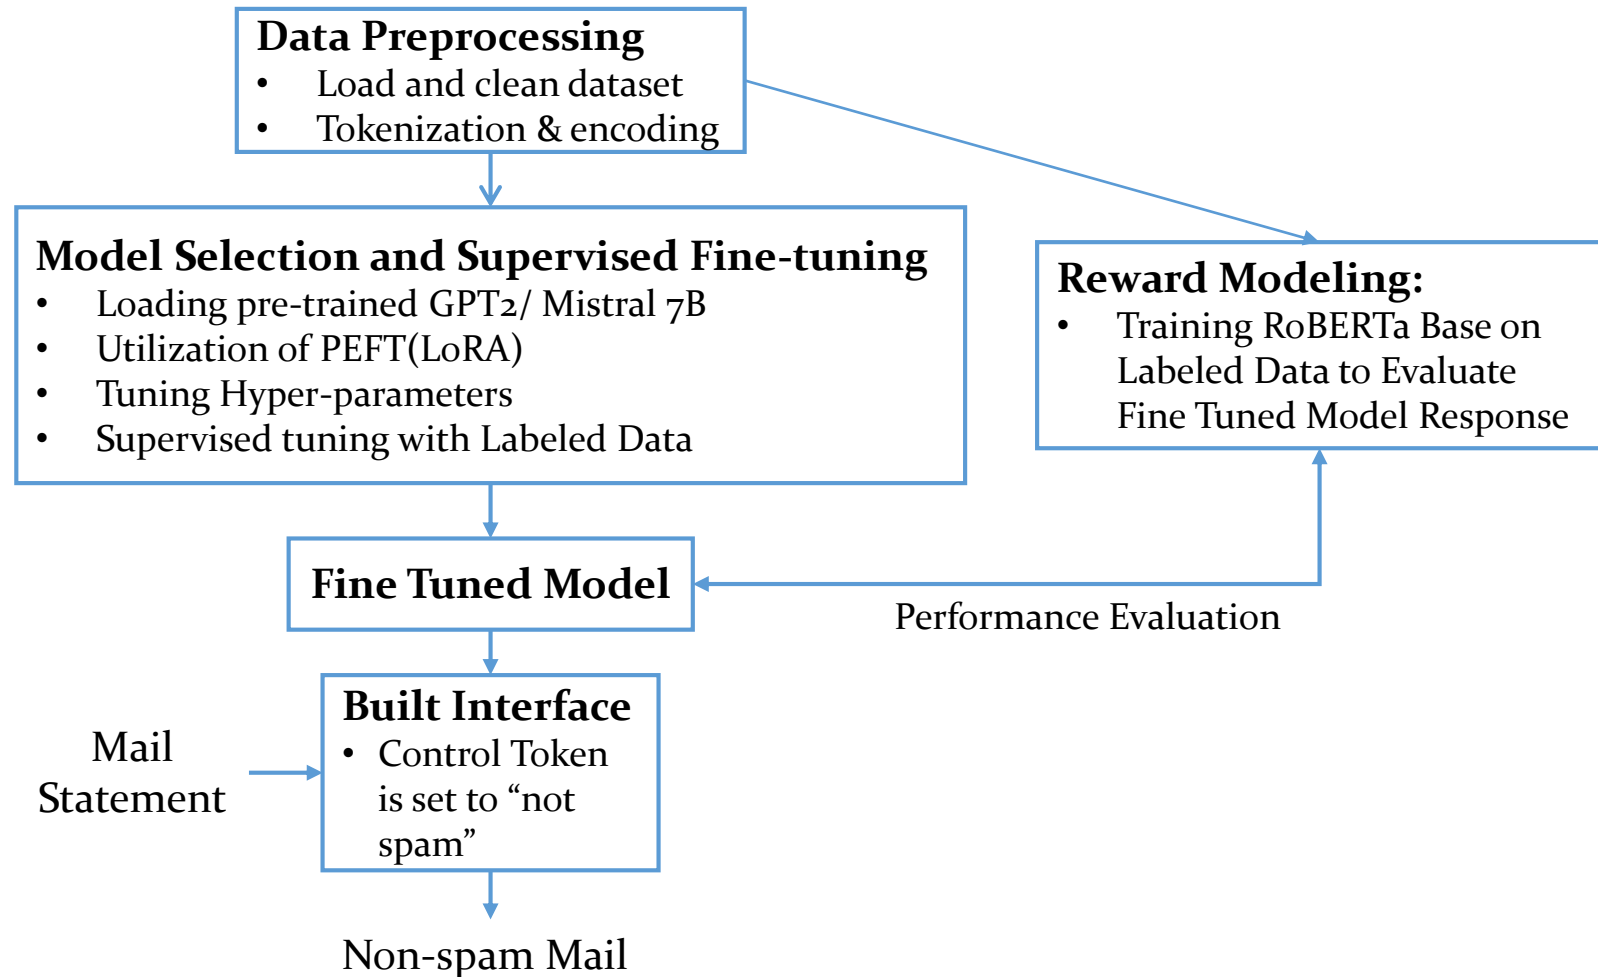 Data Preprocessing
• Load and clean dataset
• Tokenization & encoding
Model Selection and Supervised Fine-tuning
• Loading pre-trained GPT2/ Mistral 7B
• Utilization of PEFT(LoRA)
• Tuning Hyper-parameters
• Supervised tuning with Labeled Data
Reward Modeling:
• Training RoBERTa Base on
Labeled Data to Evaluate
Fine Tuned Model Response
Fine Tuned Model
Performance Evaluation
Built Interface
• Control Token
is set to “not
spam”
Mail
Statement
Non-spam Mail